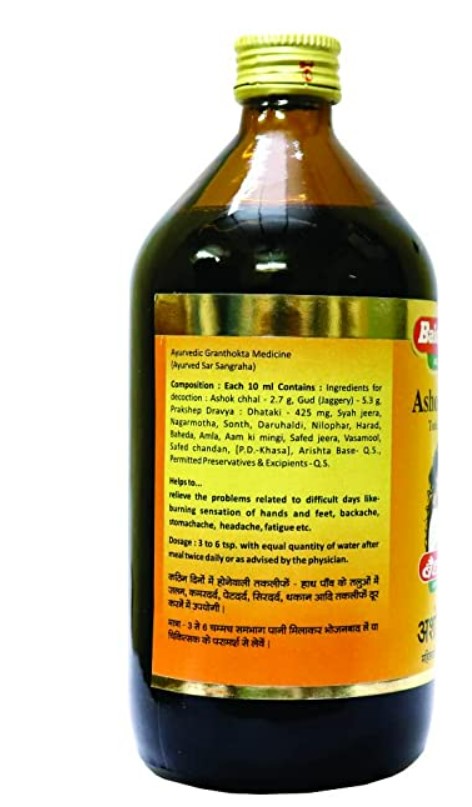 Ayurvedic Granthokta Medicine
(Ayurved Sar Sangraha)
Composition : Each 10 ml Contains : Ingredients for
decoction : Ashok chhal - 2.7 g, Gud (Jaggery) - 5.3 g,
Prakshep Dravya : Dhataki - 425 mg, Syah jeera,
Nagarmotha, Sonth, Daruhaldi, Nilophar, Harad,
Baheda, Amla, Aam ki mingi, Safed jeera, Vasamool,
Safed chandan, [P.D.-Khasa], Arishta Base- Q.S.,
Permitted Preservatives & Excipients - Q.S.
Helps to...
relieve the problems related to difficult days like-
burning sensation of hands and feet, backache,
stomachache, headache, fatigue etc.
Dosage : 3 to 6 tsp. with equal quantity of water after
meal twice daily or as advised by the physician.
कठिन दिनों में होनेवाली तकलीफें - हाथ पाँव के तलुओं में
जलन, कमरदर्द, पेटदर्द, सिरदर्द, थकान आदि तकलीफें दूर
करने में उपयोगी।
मात्रा - 3 से 6 चम्मच समभाग पानी मिलाकर भोजनबाद लें या
चिकित्सक के परामर्श से लेवें।
Bai
Asho
बै
अश